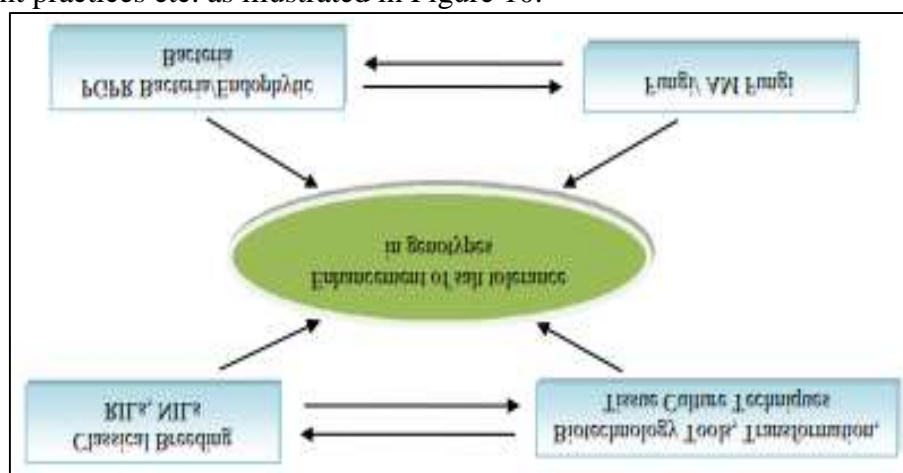 nt practices etc. as illustrated in Figure
PGPR Bacteria/Endophytic
Bacteria
Fungi/ AM Fungi
Enhancement of salt tolerance
in genotypes
Classical Breeding
RILs, NILs
Biotechnology Tools, Transformation,
Tissue Culture Techniques